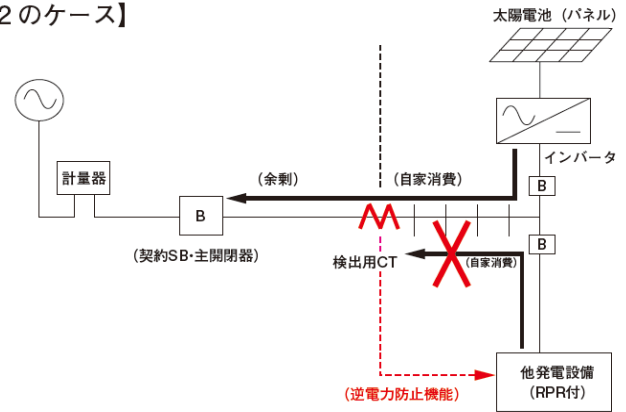 2のケース】
太陽電池（パネル）
インバータ
計量器
（余剰）
（自家消費）
B
B
（契約SB・主開閉器）
検出用CT
（自家消費）
B
（逆電力防止機能）
他発電設備
（RPR付）